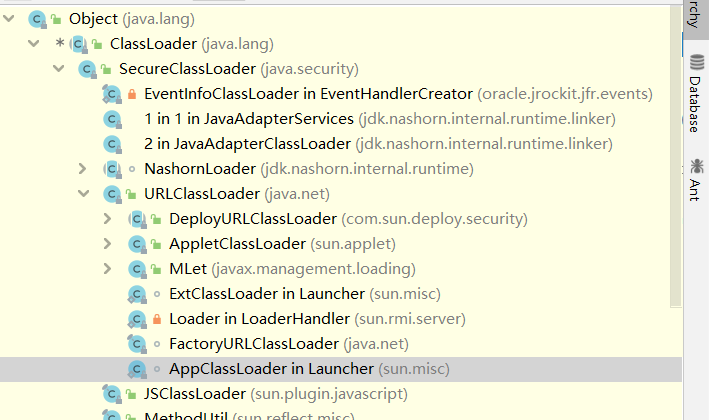 Object (java.lang)
* ClassLoader (java.lang)
SecureClassLoader (java.security)
EventInfoClassLoader in EventHandlerCreator (oracle.jrockit.jfr.events)
1 in 1 in JavaAdapterServices (jdk.nashorn.internal.runtime.linker)
2 in JavaAdapterClassLoader (jdk.nashorn.internal.runtime.linker)
NashornLoader (jdk.nashorn.internal.runtime)
URLClassLoader (java.net)
DeployURLClassLoader (com.sun.deploy.security)
AppletClassLoader (sun.applet)
MLet (javax.management.loading)
ExtClassLoader in Launcher (sun.misc)
Loader in LoaderHandler (sun.rmi.server)
FactoryURLClassLoader (java.net)
AppClassLoader in Launcher (sun.misc)
JSClassLoader (sun.plugin.javascript)
MethodUtil (sun.reflect.misc)
rchy
Database
Ant